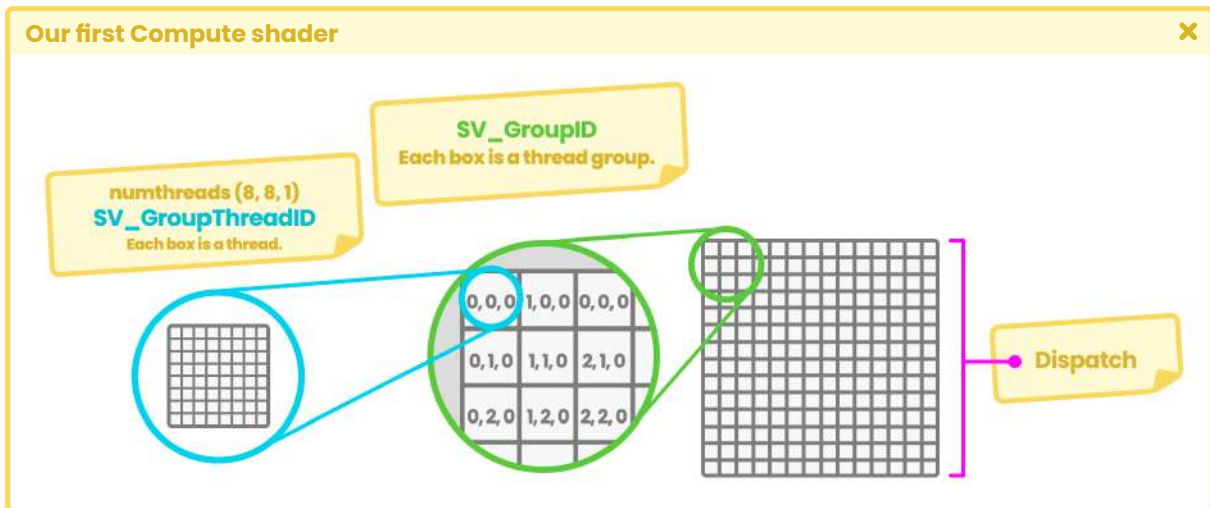 Our first Compute shader
SV_GroupID
Each box is a thread group.
numthreads (8, 8, 1)
SV_GroupThreadID
Each box is a thread.
0, 0, 0 1, 0, 0 0, 0, 0
0, 1, 0 1, 1, 0 2, 1, 0
0, 2, 0 1, 2, 0 2, 2, 0
Dispatch